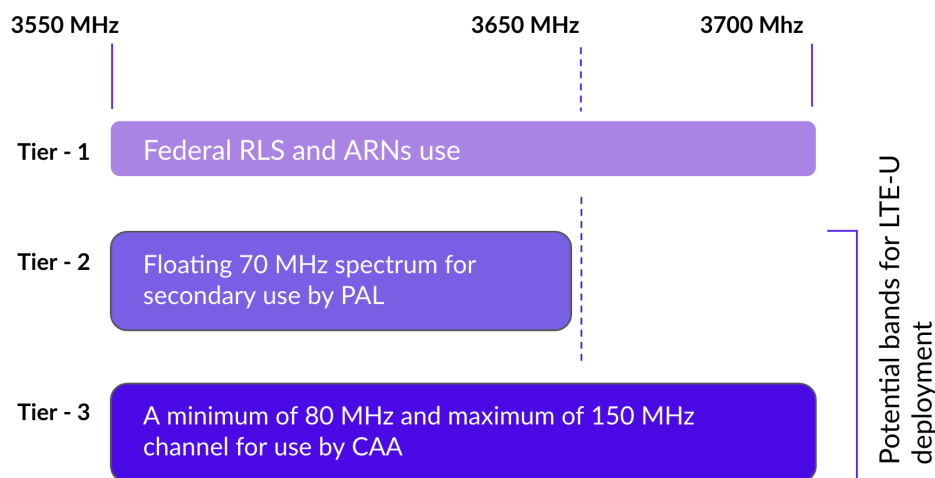 3550 MHz
3650 MHz
3700 Mhz
Tier - 1
Federal RLS and ARNs use
Tier - 2
Floating 70 MHz spectrum for
secondary use by PAL
Tier - 3
A minimum of 80 MHz and maximum of 150 MHz
channel for use by CAA
Potential bands for LTE-U
deployment